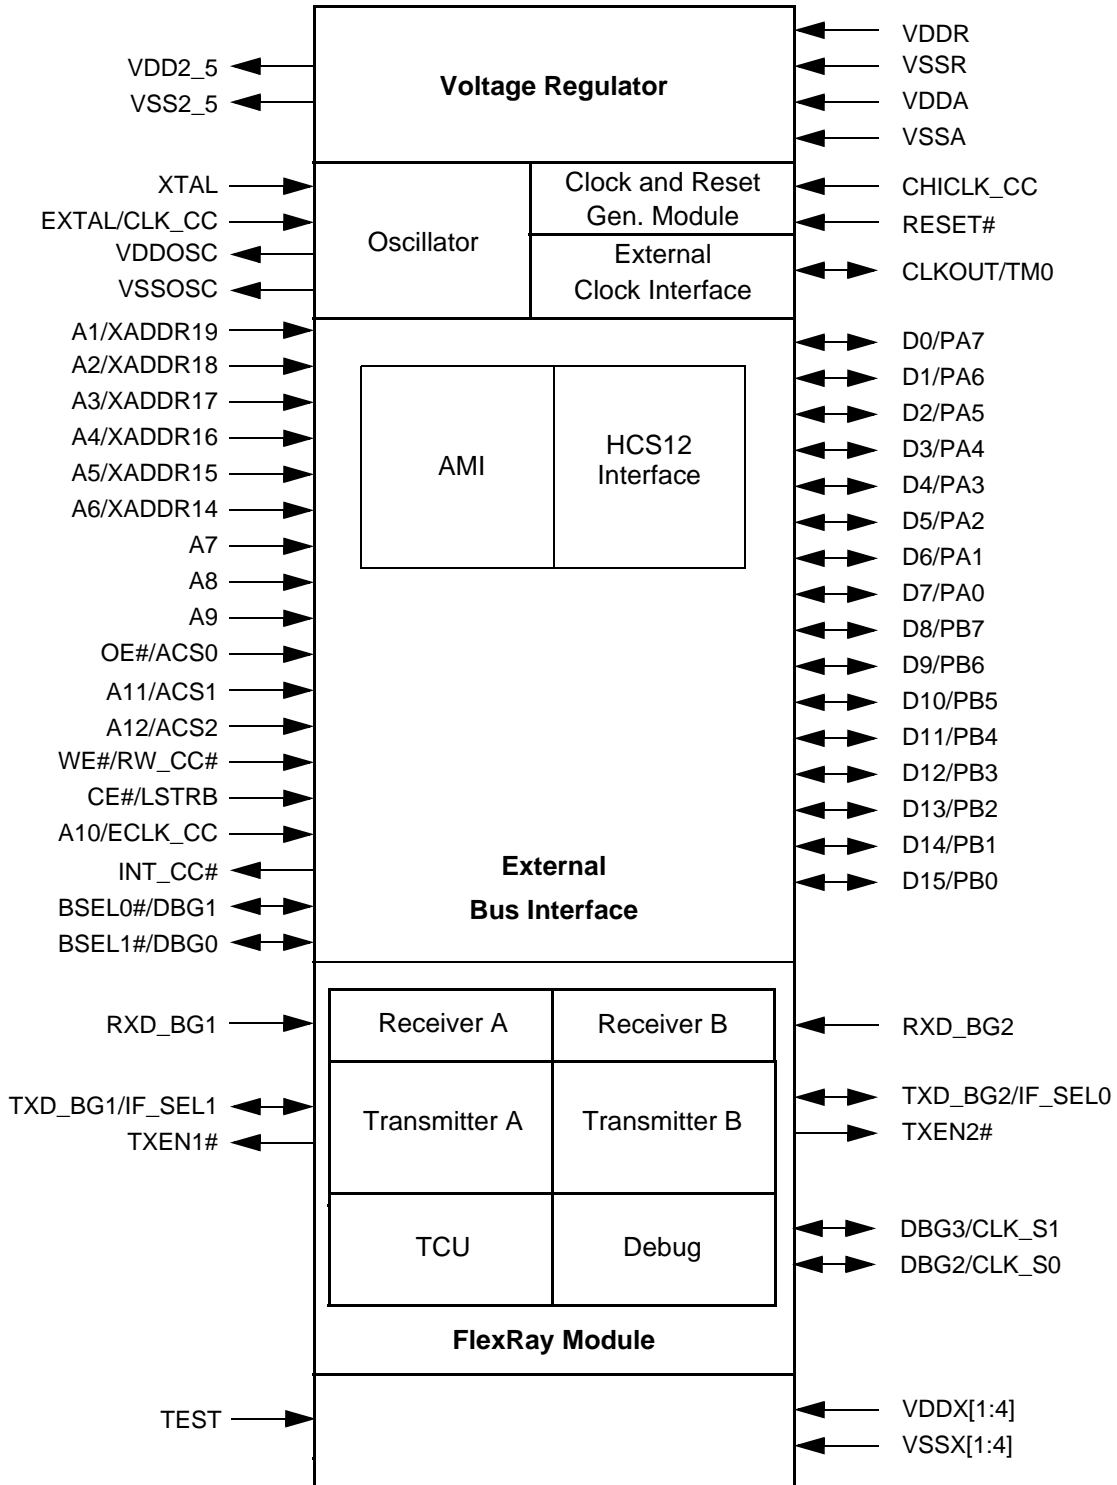 VDD2_5
VSS2_5
Voltage Regulator
VDDR
VSSR
VDDA
VSSA
XTAL
EXTAL/CLK_CC
VDDOSC
VSSOSC
Oscillator
Clock and Reset
Gen. Module
External
Clock Interface
CHICLK_CC
RESET#
CLKOUT/TM0
A1/XADDR19
A2/XADDR18
A3/XADDR17
A4/XADDR16
A5/XADDR15
A6/XADDR14
A7
A8
A9
OE#/ACS0
A11/ACS1
A12/ACS2
WE#/RW_CC#
CE#/LSTRB
A10/ECLK_CC
INT_CC#
BSEL0#/DBG1
BSEL1#/DBG0
AMI
HCS12
Interface
External
Bus Interface
D0/PA7
D1/PA6
D2/PA5
D3/PA4
D4/PA3
D5/PA2
D6/PA1
D7/PA0
D8/PB7
D9/PB6
D10/PB5
D11/PB4
D12/PB3
D13/PB2
D14/PB1
D15/PB0
RXD_BG1
TXD_BG1/IF_SEL1
TXEN1#
Receiver A
Receiver B
Transmitter A
Transmitter B
TCU
Debug
FlexRay Module
RXD_BG2
TXD_BG2/IF_SEL0
TXEN2#
DBG3/CLK_S1
DBG2/CLK_S0
TEST
VDDX[1:4]
VSSX[1:4]